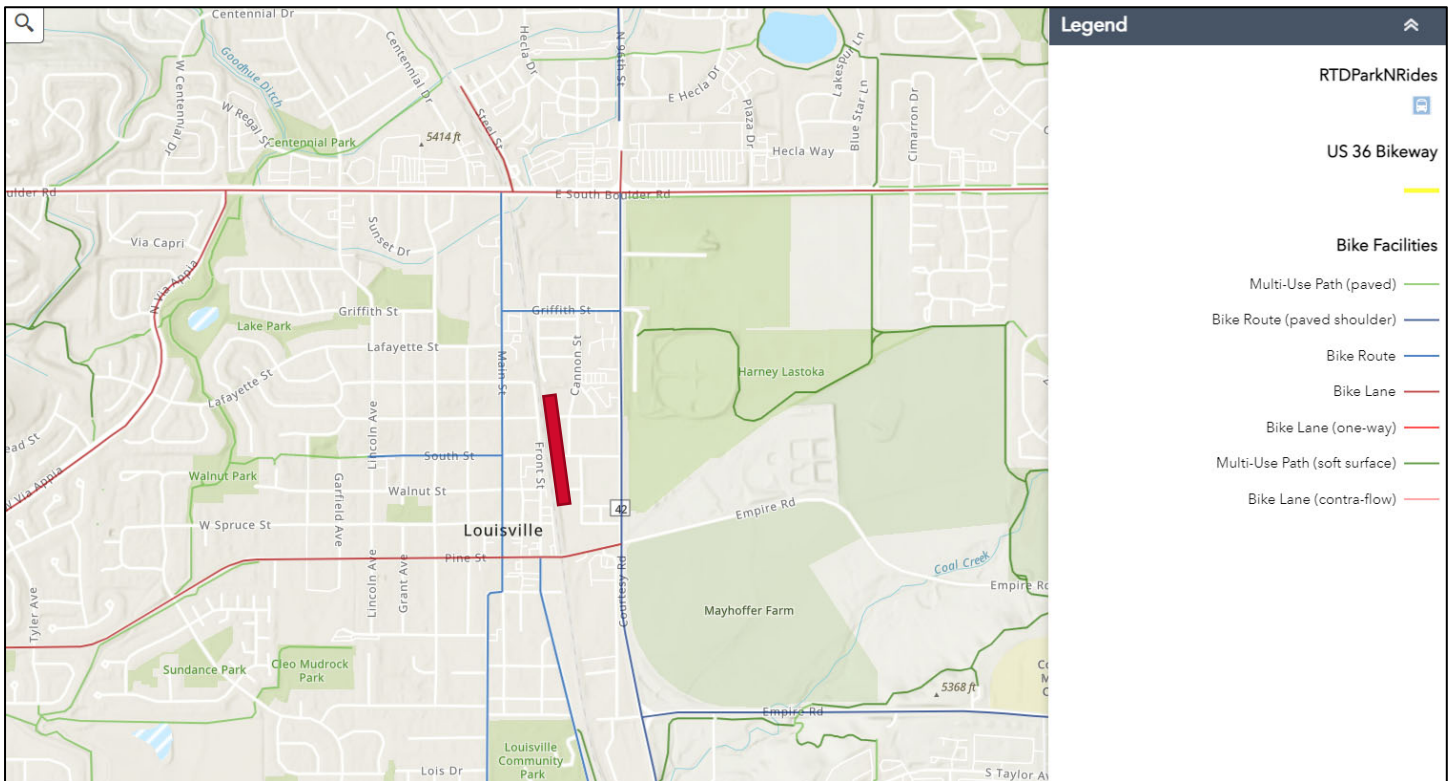 Centennial Dr
Centennial Dr
Hecla Dr
N 96th St
Lakespur Ln
Goodhue Ditch
W Centennial Dr
W Regal St
Steel St
E Hecla Dr
Plaza Dr
Blue Star Ln
Cimarron Dr
Centennial Park
5414 ft
Hecla Way
ulder Rd
E South Boulder Rd
Via Capri
Sunset Dr
N Via Appia
Griffith St
Griffith St
Lake Park
Lafayette St
Main St
Cannon St
Harney Lastoka
Lafayette St
Lincoln Ave
ead St
Front St
South St
Walnut Park
Garfield Ave
Walnut St
W Via Appia
W Spruce St
42
Empire Rd
Louisville
Pine St
Coal Creek
Lincoln Ave
Grant Ave
Courtesy Rd
Empire Rd
Tyler Ave
Mayhoffer Farm
Sundance Park
Cleo Mudrock
Park
5368 ft
Empire Rd
Louisville
Community
Park
Lois Dr
S Taylor Av
Legend
RTDParkNRides
US 36 Bikeway
Bike Facilities
Multi-Use Path (paved)
Bike Route (paved shoulder)
Bike Route
Bike Lane
Bike Lane (one-way)
Multi-Use Path (soft surface)
Bike Lane (contra-flow)